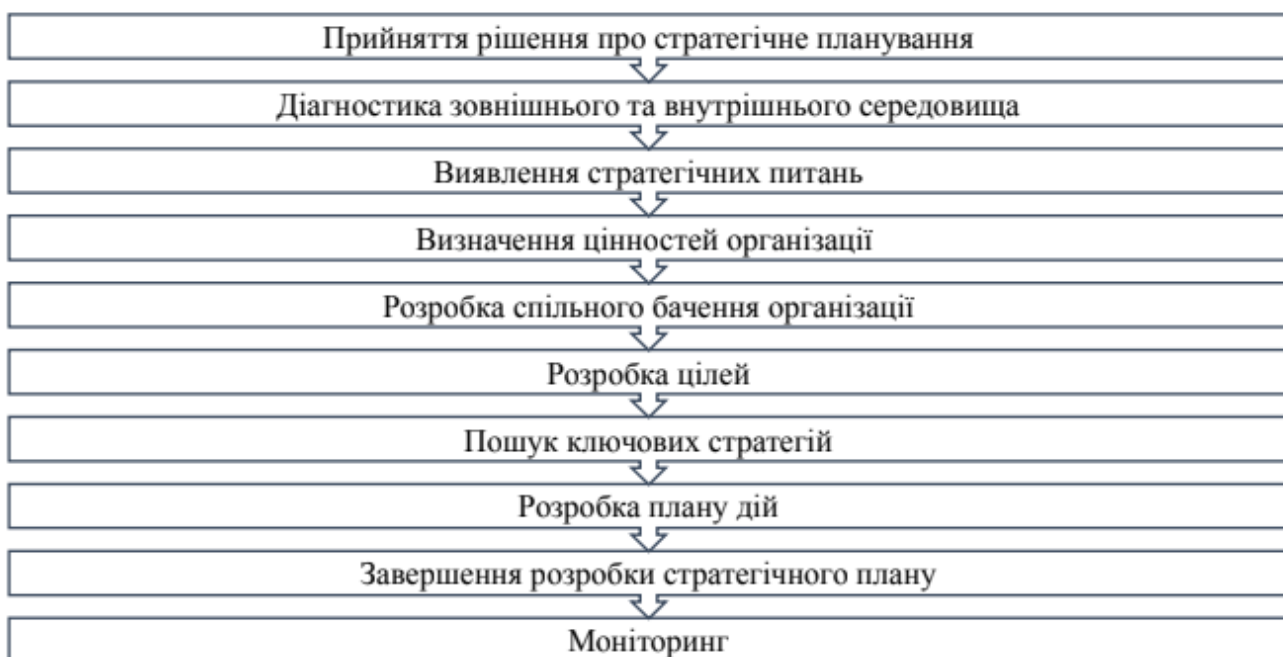 Прийняття рішення про стратегічне планування
Діагностика зовнішнього та внутрішнього середовища
Виявлення стратегічних питань
Визначення цінностей організації
Розробка спільного бачення організації
Розробка цілей
Пошук ключових стратегій
Розробка плану дій
Завершення розробки стратегічного плану
Моніторинг